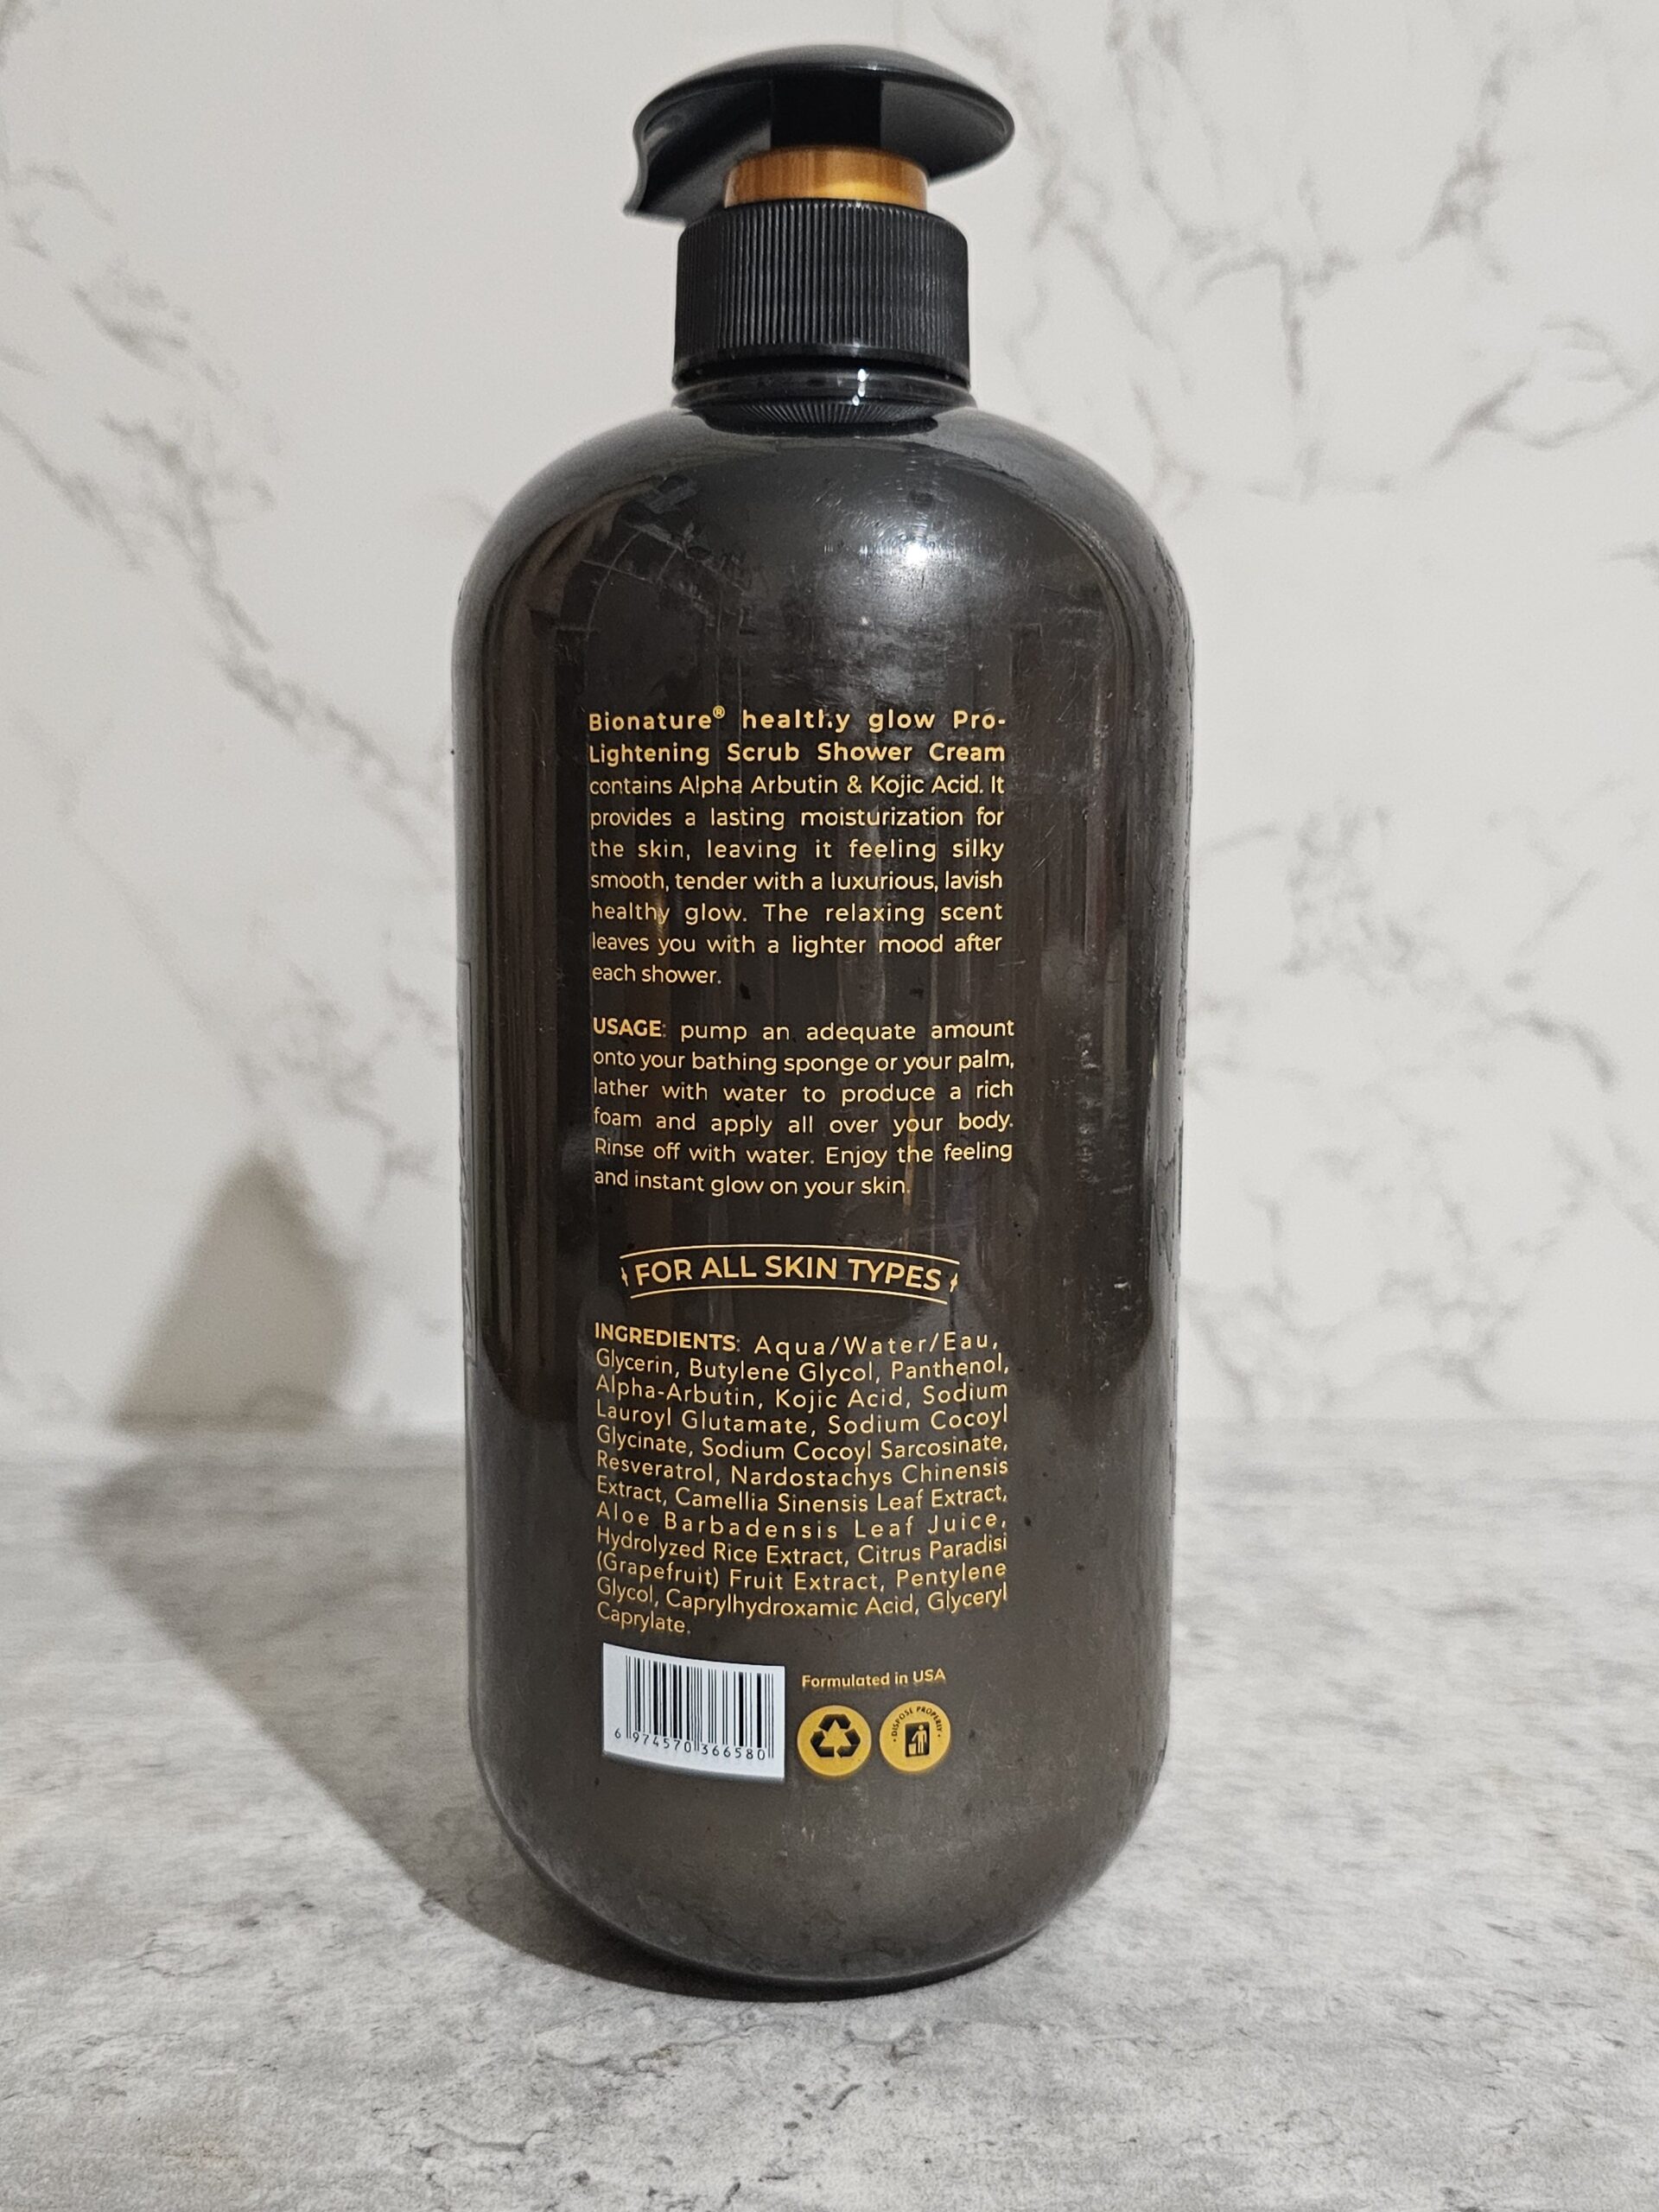 Bionature® healthy glow Pro-
Lightening Scrub Shower Cream
contains Alpha Arbutin & Kojic Acid. It
provides a lasting moisturization for
the skin, leaving it feeling silky
smooth, tender with a luxurious, lavish
healthy glow. The relaxing scent
leaves you with a lighter mood after
each shower.
USAGE: pump an adequate amount
onto your bathing sponge or your palm,
lather with water to produce a rich
foam and apply all over your body.
Rinse off with water. Enjoy the feeling
and instant glow on your skin.
FOR ALL SKIN TYPES
INGREDIENTS: Aqua/Water/Eau,
Glycerin, Butylene Glycol, Panthenol,
Alpha-Arbutin, Kojic Acid, Sodium
Lauroyl Glutamate, Sodium Cocoyl
Glycinate, Sodium Cocoyl Sarcosinate,
Resveratrol, Nardostachys Chinensis
Extract, Camellia Sinensis Leaf Extract,
Aloe Barbadensis Leaf Juice,
Hydrolyzed Rice Extract, Citrus Paradisi
(Grapefruit) Fruit Extract, Pentylene
Glycol, Caprylhydroxamic Acid, Glyceryl
Caprylate.
Formulated in USA
DISPOSE PROPERLY
6 974570 366580